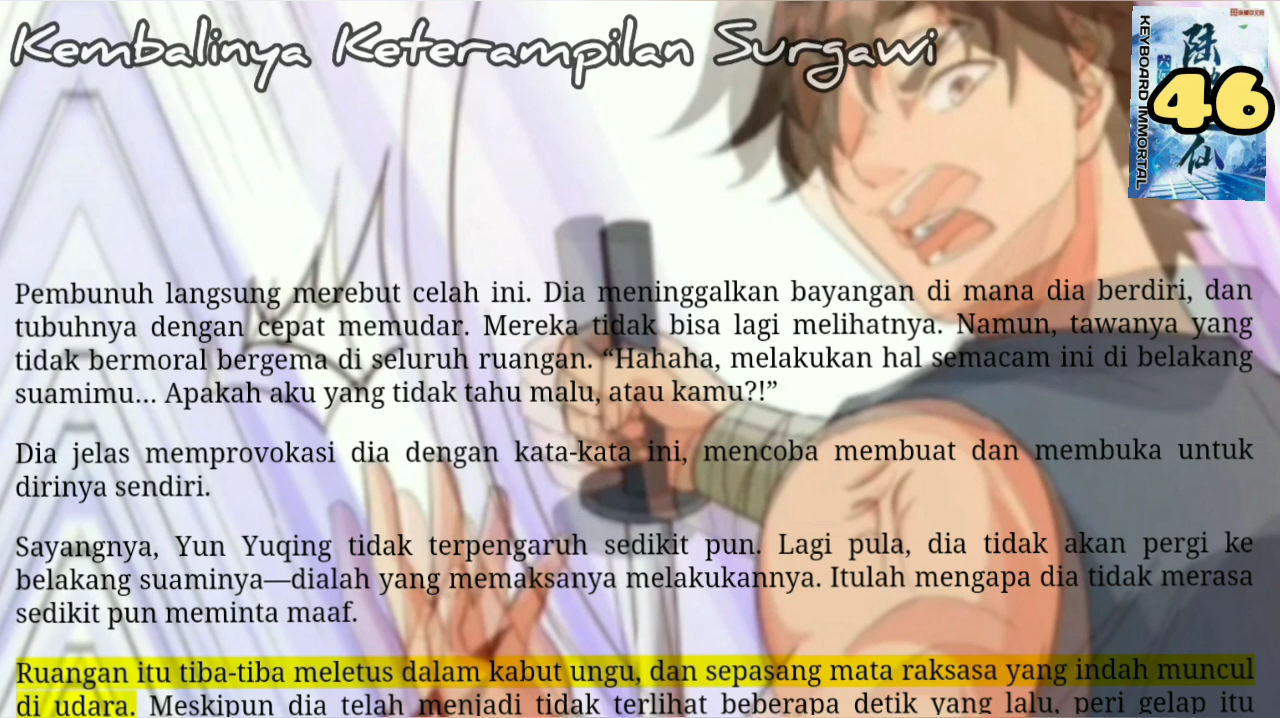 Kembalinya Keterampilan Surgawi
46
KEYBOARD IMMORTAL
Pembunuh langsung merebut celah ini. Dia meninggalkan bayangan di mana dia berdiri, dan
tubuhnya dengan cepat memudar. Mereka tidak bisa lagi melihatnya. Namun, tawanya yang
tidak bermoral bergema di seluruh ruangan. “Hahaha, melakukan hal semacam ini di belakang
suamimu... Apakah aku yang tidak tahu malu, atau kamu?!”
Dia jelas memprovokasi dia dengan kata-kata ini, mencoba membuat dan membuka untuk
dirinya sendiri.
Sayangnya, Yun Yuqing tidak terpengaruh sedikit pun. Lagi pula, dia tidak akan pergi ke
belakang suaminya—dialah yang memaksanya melakukannya. Itulah mengapa dia tidak merasa
sedikit pun meminta maaf.
Ruangan itu tiba-tiba meletus dalam kabut ungu, dan sepasang mata raksasa yang indah muncul
di udara. Meskipun dia telah menjadi tidak terlihat beberapa detik yang lalu, peri gelap itu